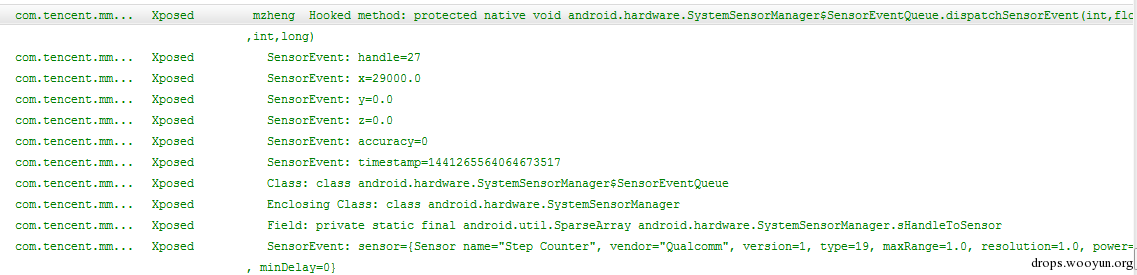 com.tencent.mm... Xposed mzheng Hooked method: protected native void android.hardware.SystemSensorManager$SensorEventQueue.dispatchSensorEvent(int,flo
,int,long)
com.tencent.mm... Xposed SensorEvent: handle=27
com.tencent.mm... Xposed SensorEvent: x=29000.0
com.tencent.mm... Xposed SensorEvent: y=0.0
com.tencent.mm... Xposed SensorEvent: z=0.0
com.tencent.mm... Xposed SensorEvent: accuracy=0
com.tencent.mm... Xposed SensorEvent: timestamp=1441265564064673517
com.tencent.mm... Xposed Class: class android.hardware.SystemSensorManager$SensorEventQueue
com.tencent.mm... Xposed Enclosing Class: class android.hardware.SystemSensorManager
com.tencent.mm... Xposed Field: private static final android.util.SparseArray android.hardware.SystemSensorManager.sHandleToSensor
com.tencent.mm... Xposed SensorEvent: sensor={Sensor name="Step Counter", vendor="Qualcomm", version=1, type=19, maxRange=1.0, resolution=1.0, power=
, minDelay=0}
drops.wooyun.org